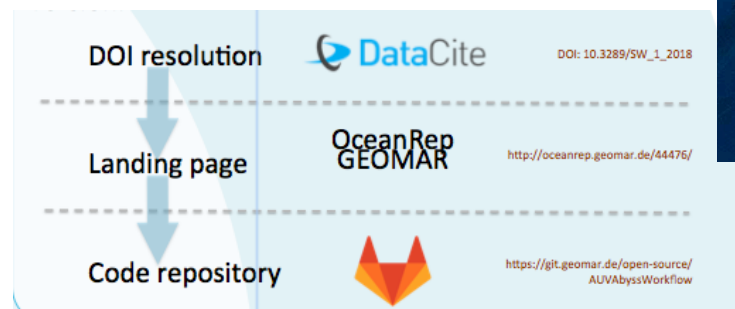 DOI resolution
DataCite
DOI: 10.3289/SW_1_2018
Landing page
OceanRep
GEOMAR
http://oceanrep.geomar.de/44476/
Code repository
https://git.geomar.de/open-source/
AUVAbyssWorkflow